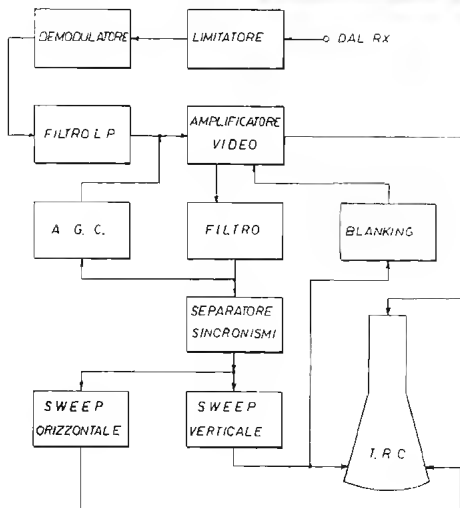 DEMODULATORE
LIMITATORE
DAL RX
FILTRO L P
AMPLIFICATORE
VIDEO
A. G. C.
FILTRO
BLANKING
SEPARATORE
SINCRONISMI
SWEEP
ORIZZONTALE
SWEEP
VERTICALE
T. R. C